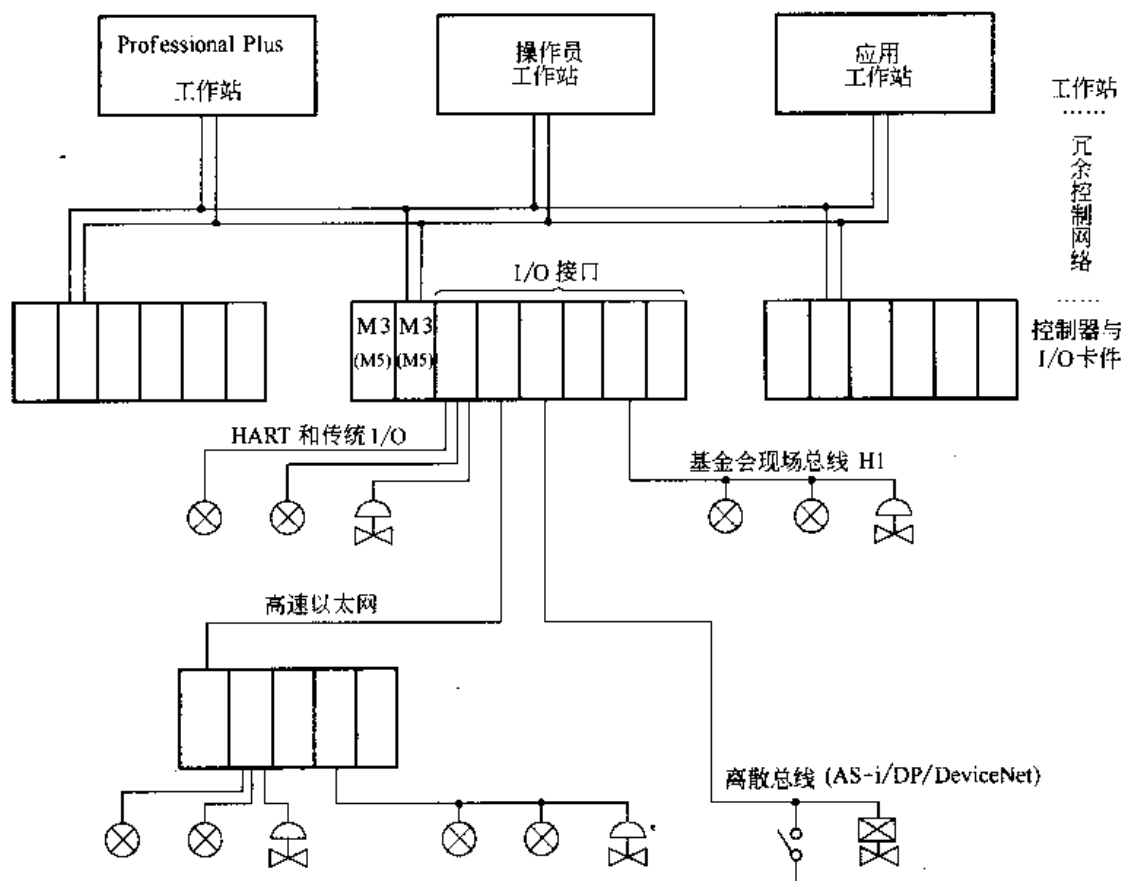 Professional Plus
工作站
操作员
工作站
应用
工作站
工作站
冗余控制网络
I/O 接口
M3 M3
(M5) (M5)
控制器与
I/O 卡件
HART 和传统 I/O
基金会现场总线 H1
高速以太网
离散总线 (AS-i/DP/DeviceNet)